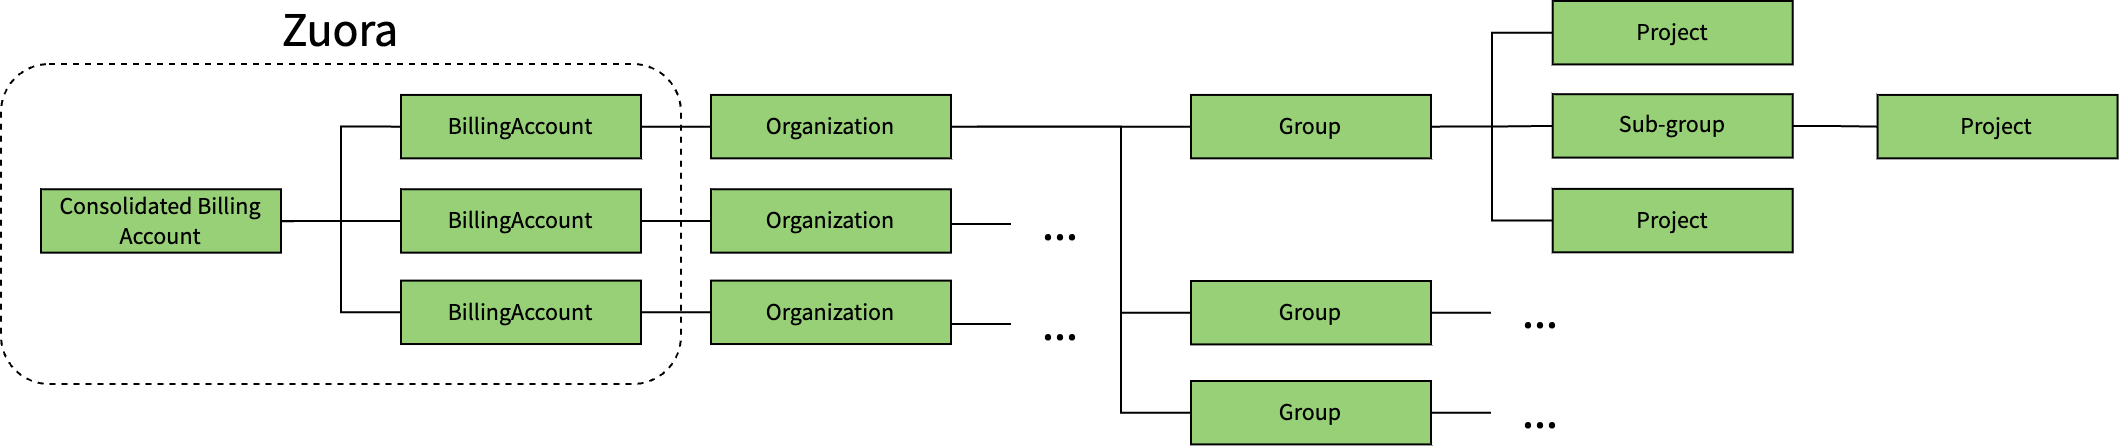 Zuora
Consolidated Billing
Account
BillingAccount
BillingAccount
BillingAccount
Organization
Organization
Organization
...
...
Group
Group
Group
...
...
Project
Sub-group
Project
Project